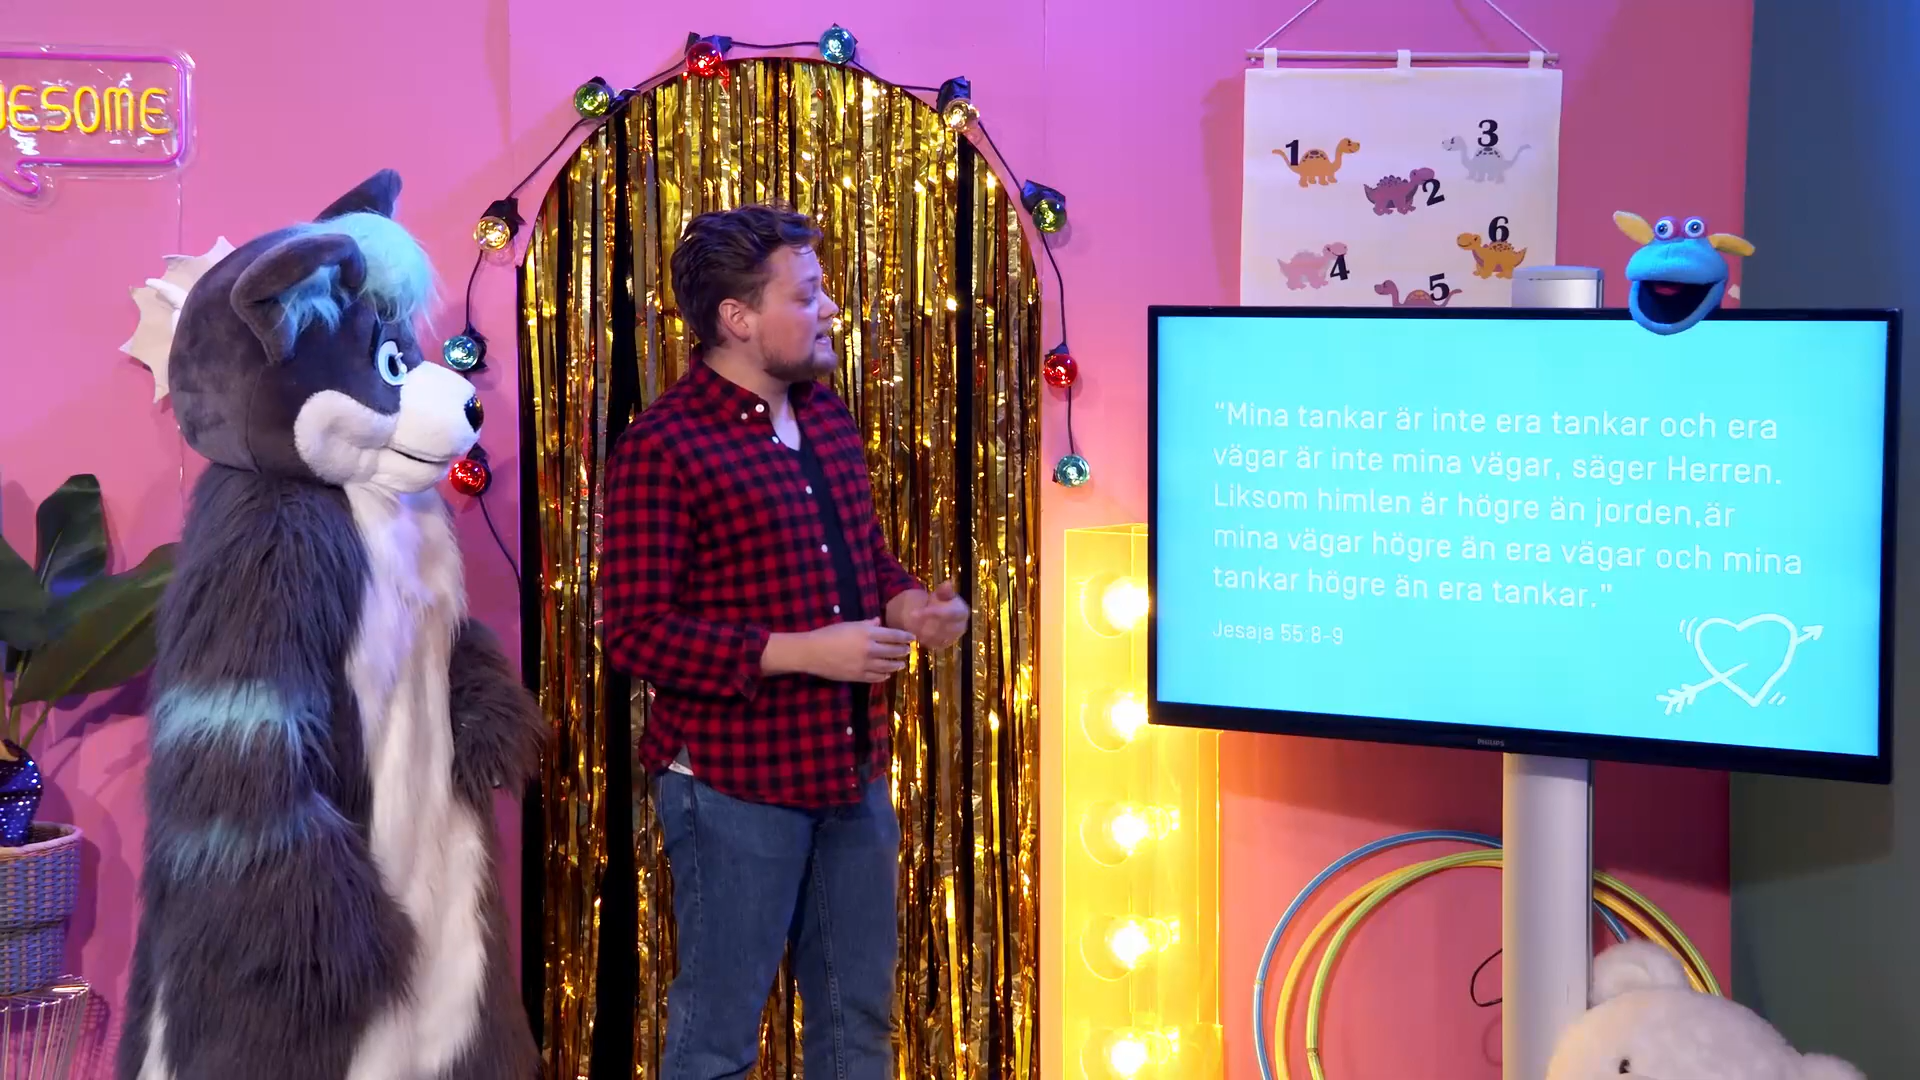 ESOME
1
2
3
4
5
6
“Mina tankar är inte era tankar och era
vägar är inte mina vägar, säger Herren.
Liksom himlen är högre än jorden,är
mina vägar högre än era vägar och mina
tankar högre än era tankar.”
Jesaja 55:8-9
PHILIPS